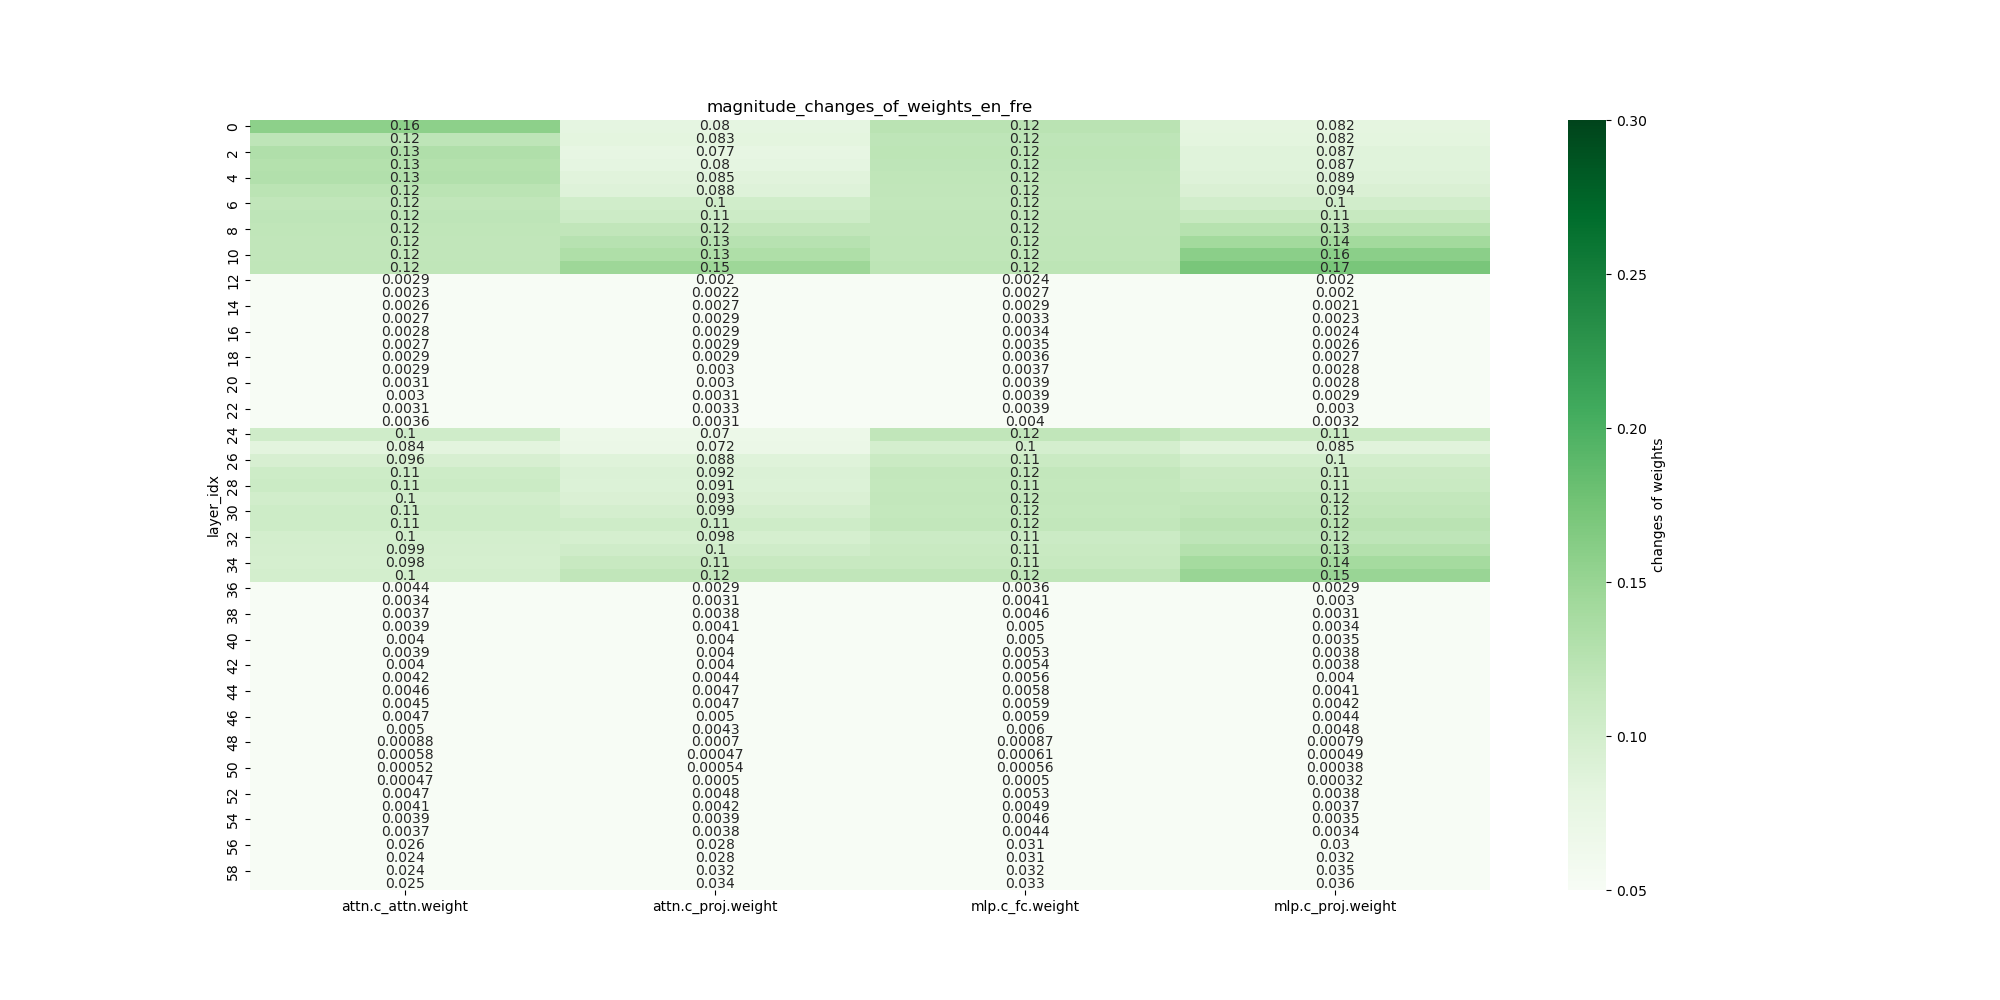 magnitude_changes_of_weights_en_fre
0 0.16 0.08 0.12 0.082 0.30
0.12 0.083 0.12 0.082
2 0.13 0.077 0.12 0.087
0.13 0.08 0.12 0.087
4 0.13 0.085 0.12 0.089
0.12 0.088 0.12 0.094
6 0.12 0.1 0.12 0.1
0.12 0.11 0.12 0.11
8 0.12 0.12 0.12 0.13
0.12 0.13 0.12 0.14
10 0.12 0.13 0.12 0.16
0.12 0.15 0.12 0.17 0.25
12 0.0029 0.002 0.0024 0.002
0.0023 0.0022 0.0027 0.002
14 0.0026 0.0027 0.0029 0.0021
0.0027 0.0029 0.0033 0.0023
16 0.0028 0.0029 0.0034 0.0024
0.0027 0.0029 0.0035 0.0026
18 0.0029 0.0029 0.0036 0.0027
0.0029 0.003 0.0037 0.0028
20 0.0031 0.003 0.0039 0.0028
0.003 0.0031 0.0039 0.0029
22 0.0031 0.0033 0.0039 0.003
0.0036 0.0031 0.004 0.0032
24 0.1 0.07 0.12 0.11 0.20
0.084 0.072 0.1 0.085
26 0.096 0.088 0.11 0.1
0.11 0.092 0.12 0.11
28 0.11 0.091 0.11 0.11
0.1 0.093 0.12 0.12
30 0.11 0.099 0.12 0.12
0.11 0.11 0.12 0.12
32 0.1 0.098 0.11 0.12
0.099 0.1 0.11 0.13
34 0.098 0.11 0.11 0.14
0.1 0.12 0.12 0.15 0.15
36 0.0044 0.0029 0.0036 0.0029
0.0034 0.0031 0.0041 0.003
38 0.0037 0.0038 0.0046 0.0031
0.0039 0.0041 0.005 0.0034
40 0.004 0.004 0.005 0.0035
0.0039 0.004 0.0053 0.0038
42 0.004 0.004 0.0054 0.0038
0.0042 0.0044 0.0056 0.004
44 0.0046 0.0047 0.0058 0.0041
0.0045 0.0047 0.0059 0.0042
46 0.0047 0.005 0.0059 0.0044
0.005 0.0043 0.006 0.0048
48 0.00088 0.0007 0.00087 0.00079 0.10
0.00058 0.00047 0.00061 0.00049
50 0.00052 0.00054 0.00056 0.00038
0.00047 0.0005 0.0005 0.00032
52 0.0047 0.0048 0.0053 0.0038
0.0041 0.0042 0.0049 0.0037
54 0.0039 0.0039 0.0046 0.0035
0.0037 0.0038 0.0044 0.0034
56 0.026 0.028 0.031 0.03
0.024 0.028 0.031 0.032
58 0.024 0.032 0.032 0.035
0.025 0.034 0.033 0.036 0.05
attn.c_attn.weight attn.c_proj.weight mlp.c_fc.weight mlp.c_proj.weight
layer_idx
changes of weights